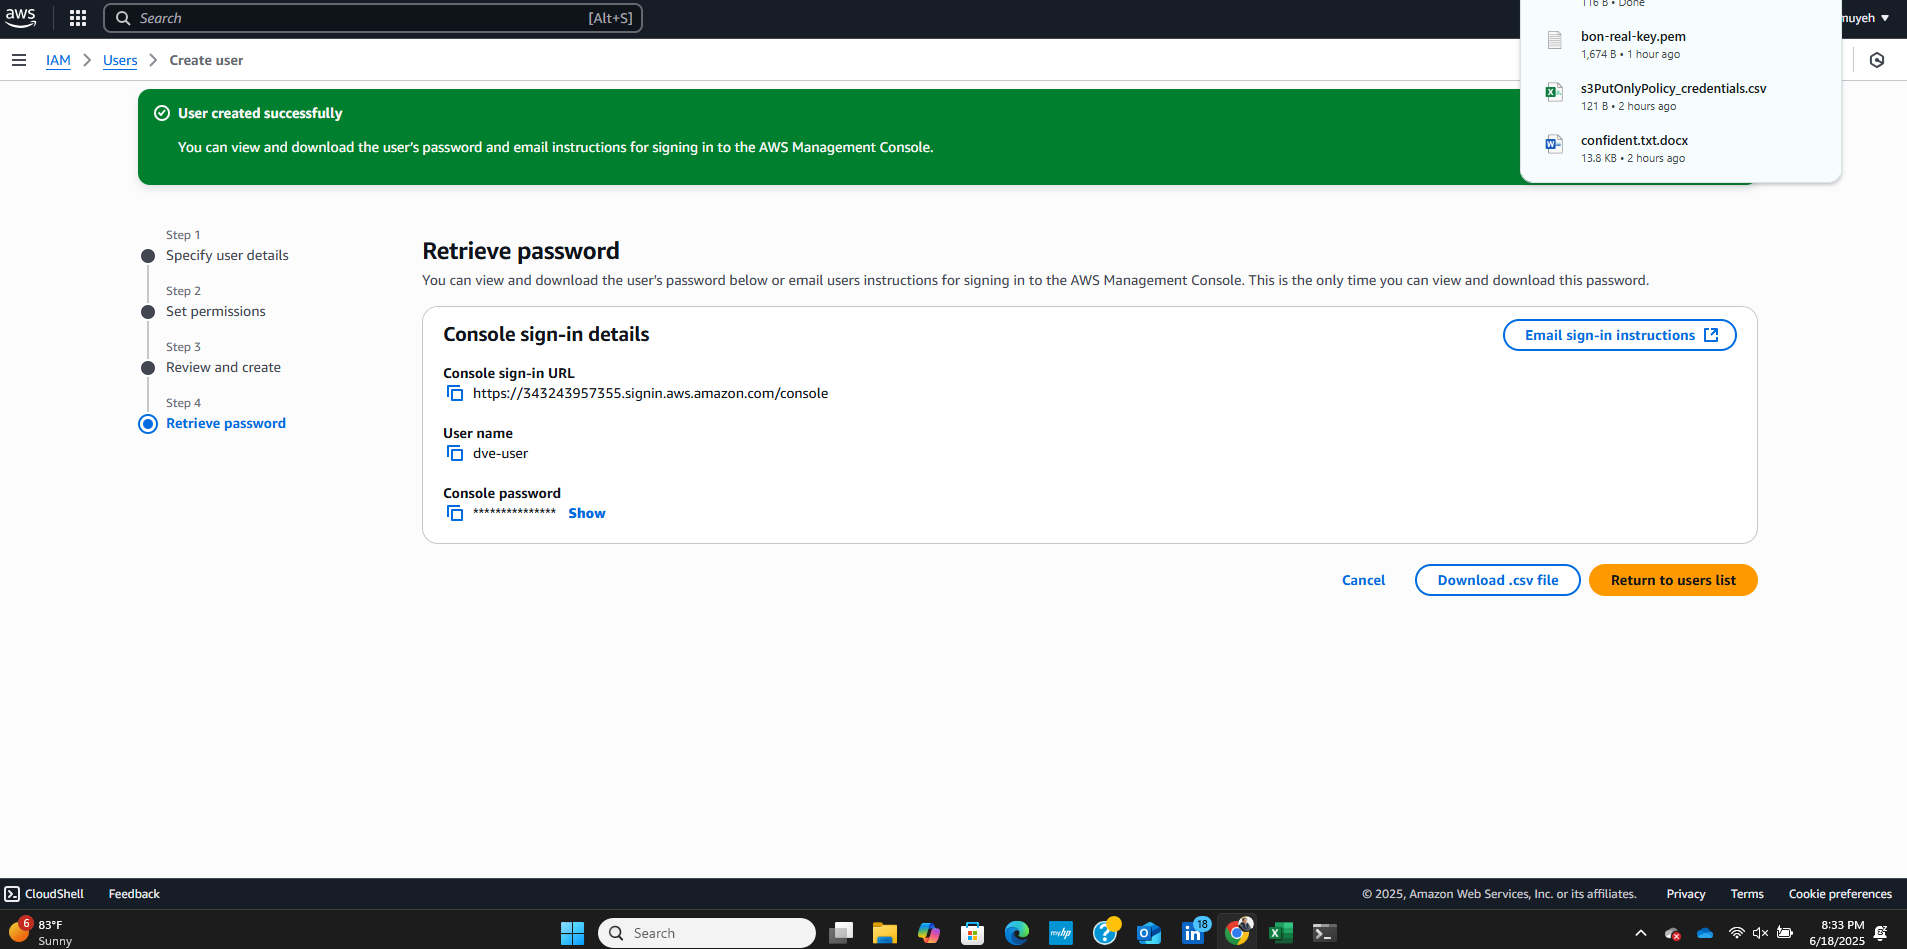 aws
Search
[Alt+S]
muyeh
IAM
Users
Create user
116 B • Done
bon-real-key.pem
1,674 B • 1 hour ago
s3PutOnlyPolicy_credentials.csv
121 B • 2 hours ago
confident.txt.docx
13.8 KB • 2 hours ago
User created successfully
You can view and download the user's password and email instructions for signing in to the AWS Management Console.
Step 1
Specify user details
Step 2
Set permissions
Step 3
Review and create
Step 4
Retrieve password
Retrieve password
You can view and download the user's password below or email users instructions for signing in to the AWS Management Console. This is the only time you can view and download this password.
Console sign-in details
Email sign-in instructions
Console sign-in URL
https://343243957355.signin.aws.amazon.com/console
User name
dve-user
Console password
*************** Show
Cancel
Download .csv file
Return to users list
CloudShell
Feedback
© 2025, Amazon Web Services, Inc. or its affiliates.
Privacy
Terms
Cookie preferences
6
83°F
Sunny
Search
myhp
18
8:33 PM
6/18/2025